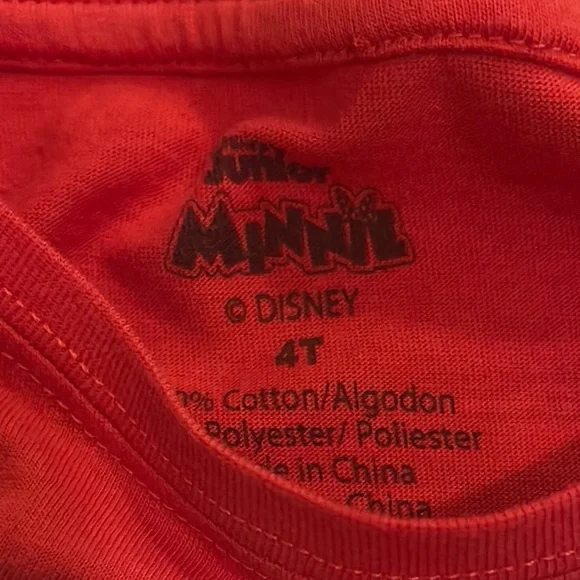 Junior
MINNIE
© DISNEY
4T
% Cotton/Algodon
Polyester/ Poliester
e in China
China